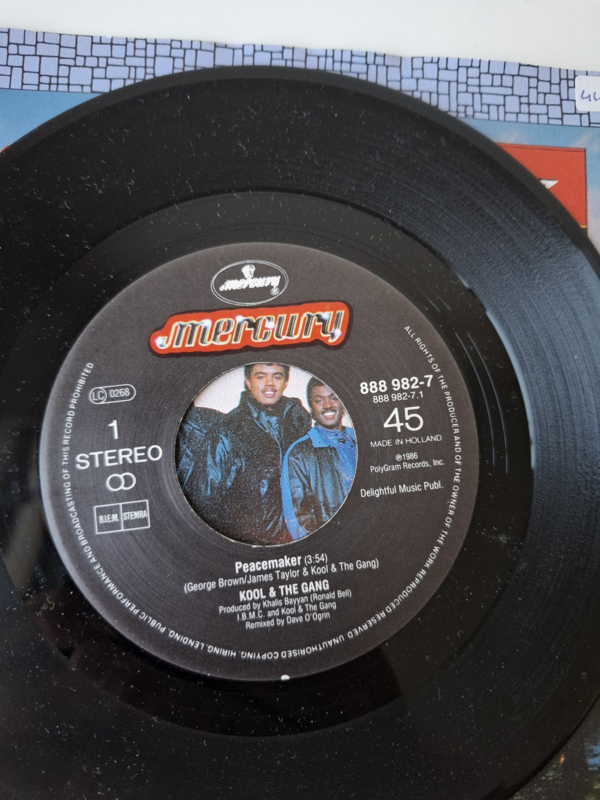 44
mercury
mercury
LC 0268
1
STEREO
B.I.E.M. STEMRA
888 982-7
888 982-7.1
45
MADE IN HOLLAND
℗1986
PolyGram Records, Inc.
Delightful Music Publ.
Peacemaker (3:54)
(George Brown/James Taylor & Kool & The Gang)
KOOL & THE GANG
Produced by Khalis Bayyan (Ronald Bell)
I.B.M.C. and Kool & The Gang
Remixed by Dave O'Grin
ALL RIGHTS OF THE PRODUCER AND OF THE OWNER OF THE WORK REPRODUCED RESERVED. UNAUTHORISED COPYING, HIRING, LENDING, PUBLIC PERFORMANCE AND BROADCASTING OF THIS RECORD PROHIBITED